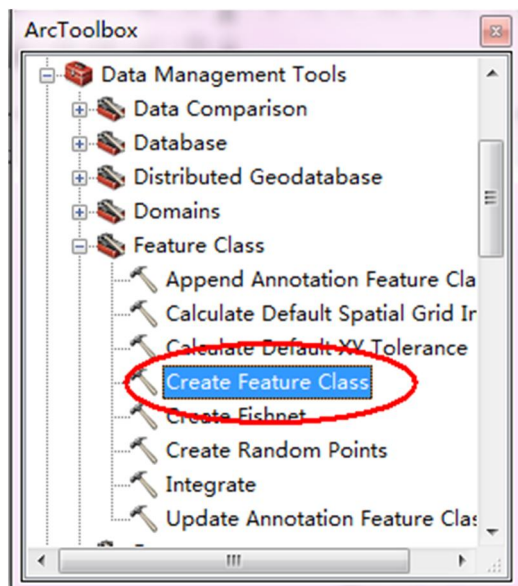 ArcToolbox
Data Management Tools
Data Comparison
Database
Distributed Geodatabase
Domains
Feature Class
Append Annotation Feature Cla
Calculate Default Spatial Grid In
Calculate Default XY Tolerance
Create Feature Class
Create Fishnet
Create Random Points
Integrate
Update Annotation Feature Clas